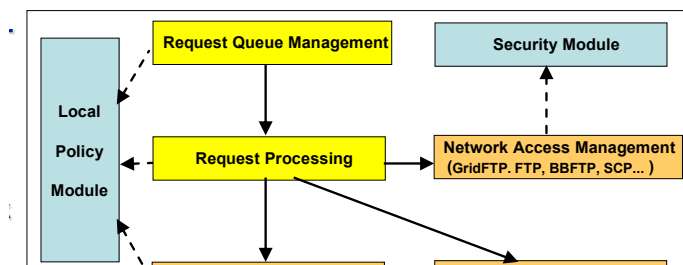 Request Queue Management
Security Module
Local
Policy
Module
Request Processing
Network Access Management
(GridFTP. FTP, BBFTP, SCP... )